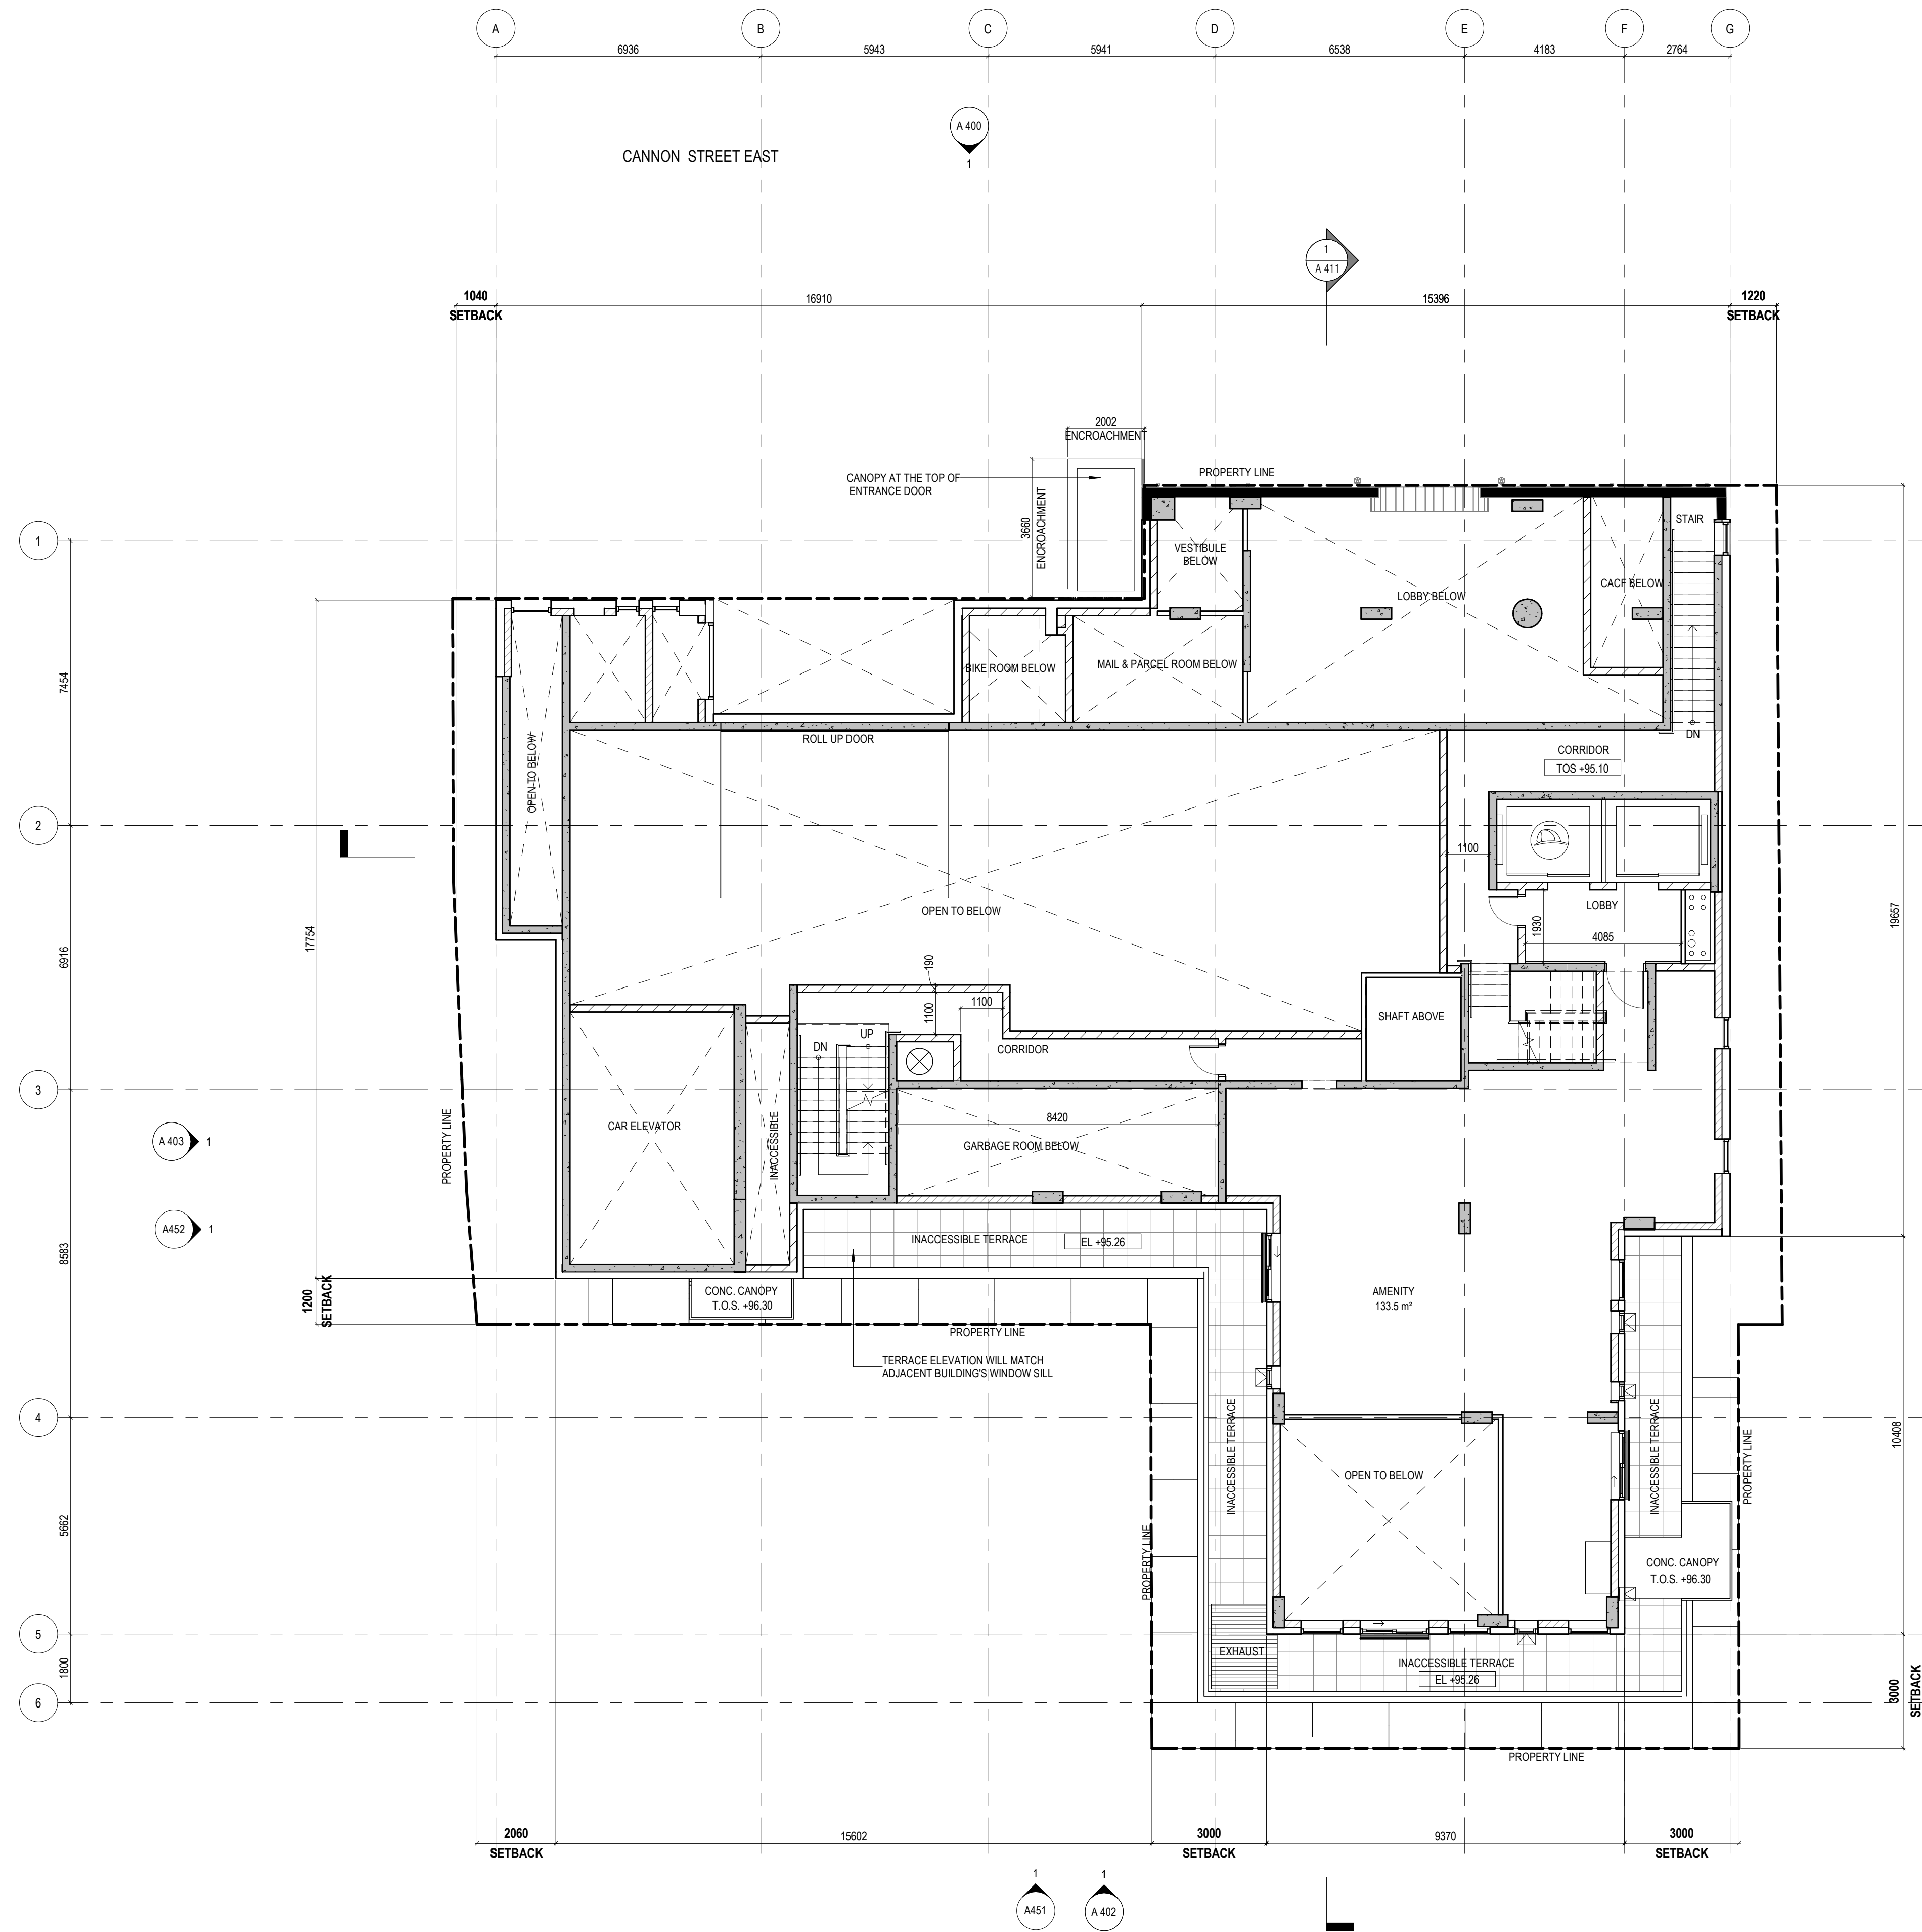 A
B
C
D
E
F
G
6936
5943
5941
6538
4183
2764
A 400
1
CANNON STREET EAST
1
A 411
1040
SETBACK
16910
15396
1220
SETBACK
2002
ENCROACHMENT
CANOPY AT THE TOP OF
ENTRANCE DOOR
3660
ENCROACHMENT
PROPERTY LINE
STAIR
1
VESTIBULE
BELOW
LOBBY BELOW
CACF BELOW
BIKE ROOM BELOW
MAIL & PARCEL ROOM BELOW
7454
ROLL UP DOOR
DN
OPEN TO BELOW
CORRIDOR
TOS +95.10
2
1100
OPEN TO BELOW
LOBBY
1930
4085
19657
17754
6916
190
1100
1100
SHAFT ABOVE
UP
DN
CORRIDOR
3
PROPERTY LINE
8420
CAR ELEVATOR
INACCESSIBLE
GARBAGE ROOM BELOW
A 403
1
A452
1
8583
INACCESSIBLE TERRACE
EL +95.26
1200
SETBACK
CONC. CANOPY
T.O.S. +96.30
AMENITY
133.5 m²
PROPERTY LINE
TERRACE ELEVATION WILL MATCH
ADJACENT BUILDING'S WINDOW SILL
4
INACCESSIBLE TERRACE
INACCESSIBLE TERRACE
PROPERTY LINE
10408
OPEN TO BELOW
5662
PROPERTY LINE
CONC. CANOPY
T.O.S. +96.30
5
EXHAUST
INACCESSIBLE TERRACE
EL +95.26
1800
6
3000
SETBACK
PROPERTY LINE
2060
SETBACK
15602
3000
SETBACK
9370
3000
SETBACK
1
A451
1
A 402